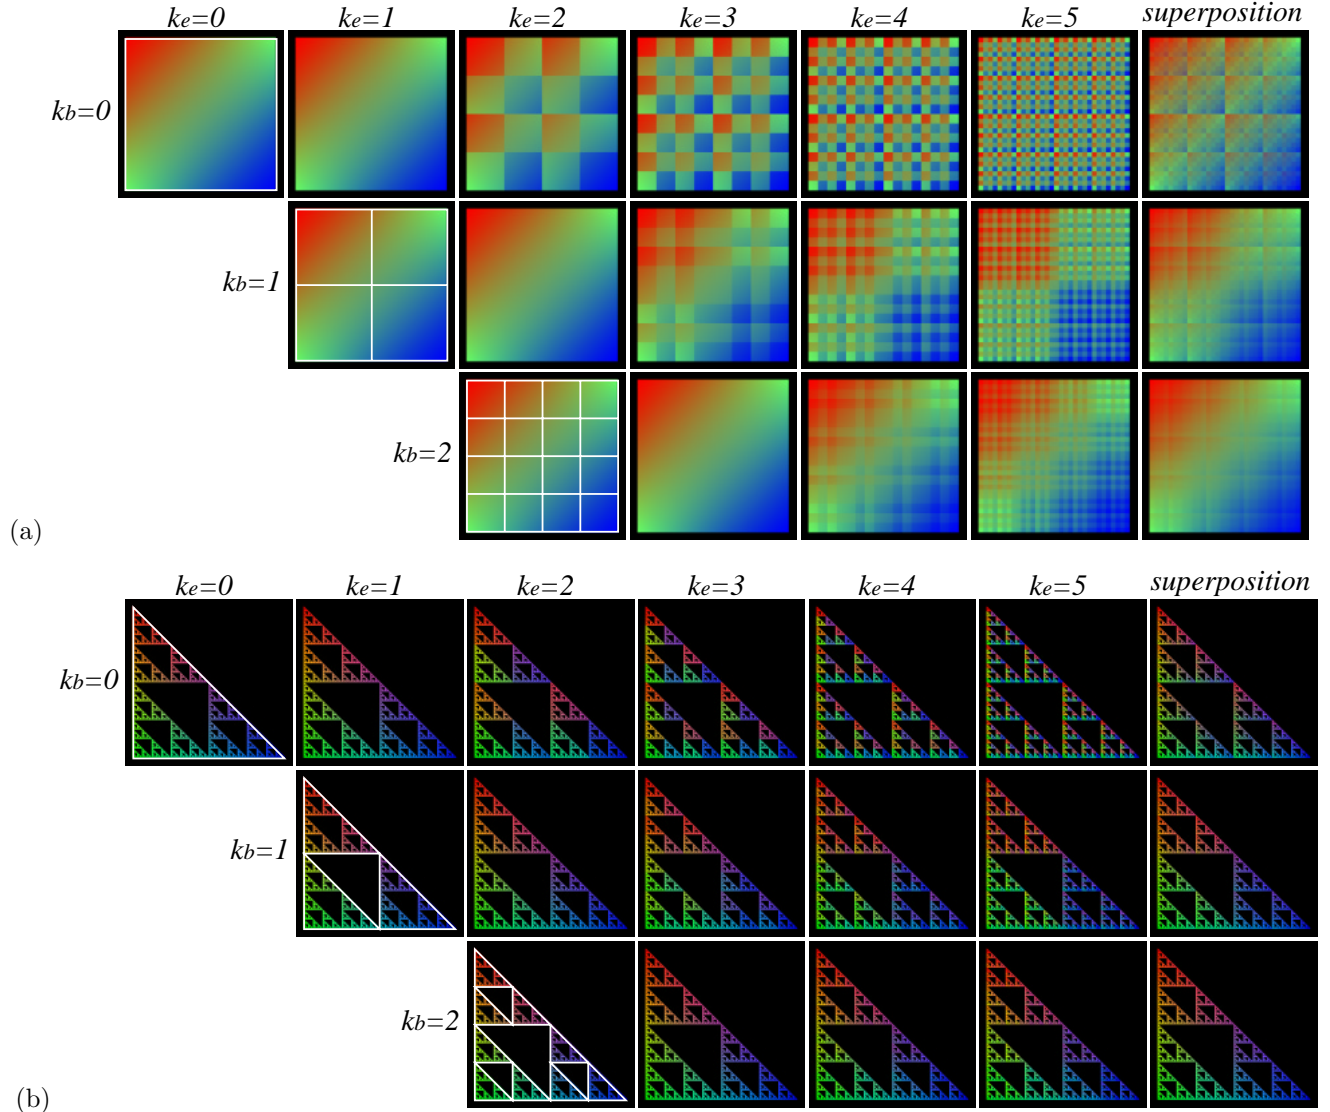 ke=0 ke=1 ke=2 ke=3 ke=4 ke=5 superposition
kb=0
kb=1
kb=2
(a)
ke=0 ke=1 ke=2 ke=3 ke=4 ke=5 superposition
kb=0
kb=1
kb=2
(b)